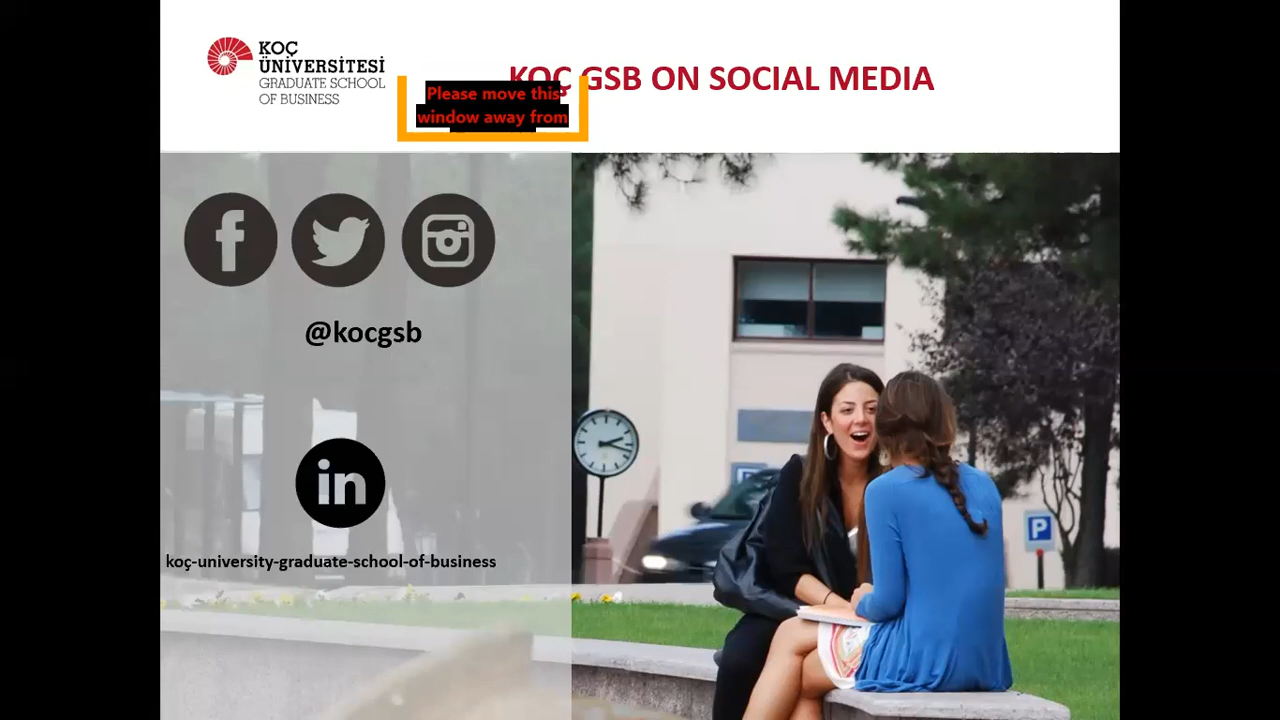 KOÇ
ÜNİVERSİTESİ
GRADUATE SCHOOL
OF BUSINESS
KOÇ GSB ON SOCIAL MEDIA
Please move this
window away from
@kocgsb
in
koç-university-graduate-school-of-business
P